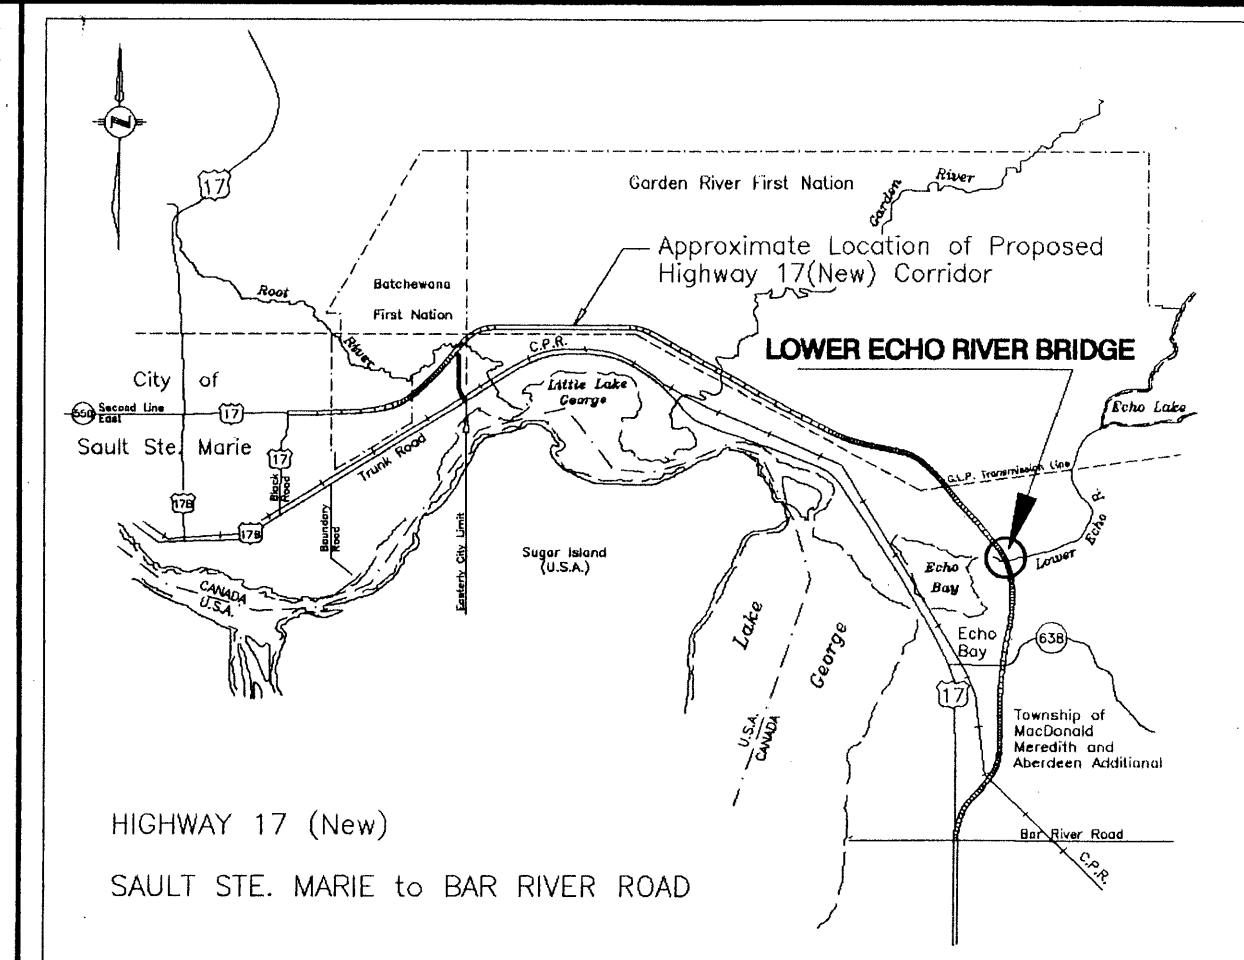 N
17
Garden River First Nation
Garden River
Approximate Location of Proposed
Highway 17(New) Corridor
Root
River
Batchewana
First Nation
C.P.R.
LOWER ECHO RIVER BRIDGE
City of
Sault Ste. Marie
550
Second Line
East
17
Little Lake
George
Echo Lake
17
Black
Road
Trunk Road
G.L.P. Transmission Line
17B
17B
Boundary
Road
Easterly City Limit
Sugar Island
(U.S.A.)
Echo
Bay
Lower Echo R.
CANADA
U.S.A.
Lake
George
Echo
Bay
638
17
U.S.A.
CANADA
Township of
MacDonald
Meredith and
Aberdeen Additional
HIGHWAY 17 (New)
SAULT STE. MARIE to BAR RIVER ROAD
Bar River Road
C.P.R.